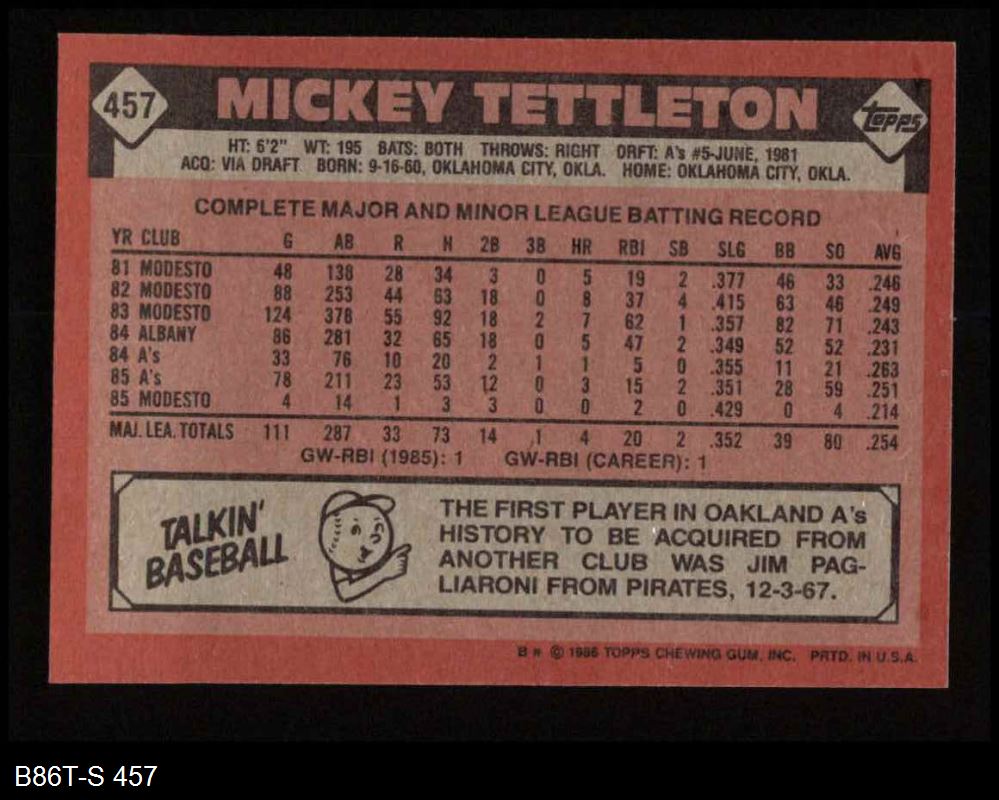 457 MICKEY TETTLETON Topps
HT: 6'2" WT: 195 BATS: BOTH THROWS: RIGHT DRFT: A's #5-JUNE, 1981
ACQ: VIA DRAFT BORN: 9-16-60, OKLAHOMA CITY, OKLA. HOME: OKLAHOMA CITY, OKLA.
COMPLETE MAJOR AND MINOR LEAGUE BATTING RECORD
YR CLUB G AB R H 2B 3B HR RBI SB SLG BB SO AVG
81 MODESTO 48 138 28 34 3 0 5 19 2 .377 46 33 .246
82 MODESTO 88 253 44 63 18 0 8 37 4 .415 63 46 .249
83 MODESTO 124 378 55 92 18 2 7 62 1 .357 82 71 .243
84 ALBANY 86 281 32 65 18 0 5 47 2 .349 52 52 .231
84 A's 33 76 10 20 2 1 1 5 0 .355 11 21 .263
85 A's 78 211 23 53 12 0 3 15 2 .351 28 59 .251
85 MODESTO 4 14 1 3 3 0 0 2 0 .429 0 4 .214
MAJ. LEA. TOTALS 111 287 33 73 14 1 4 20 2 .352 39 80 .254
GW-RBI (1985): 1 GW-RBI (CAREER): 1
TALKIN'
BASEBALL
THE FIRST PLAYER IN OAKLAND A's
HISTORY TO BE ACQUIRED FROM
ANOTHER CLUB WAS JIM PAG-
LIARONI FROM PIRATES, 12-3-67.
B * © 1986 TOPPS CHEWING GUM, INC. PRTD. IN U.S.A.
B86T-S 457